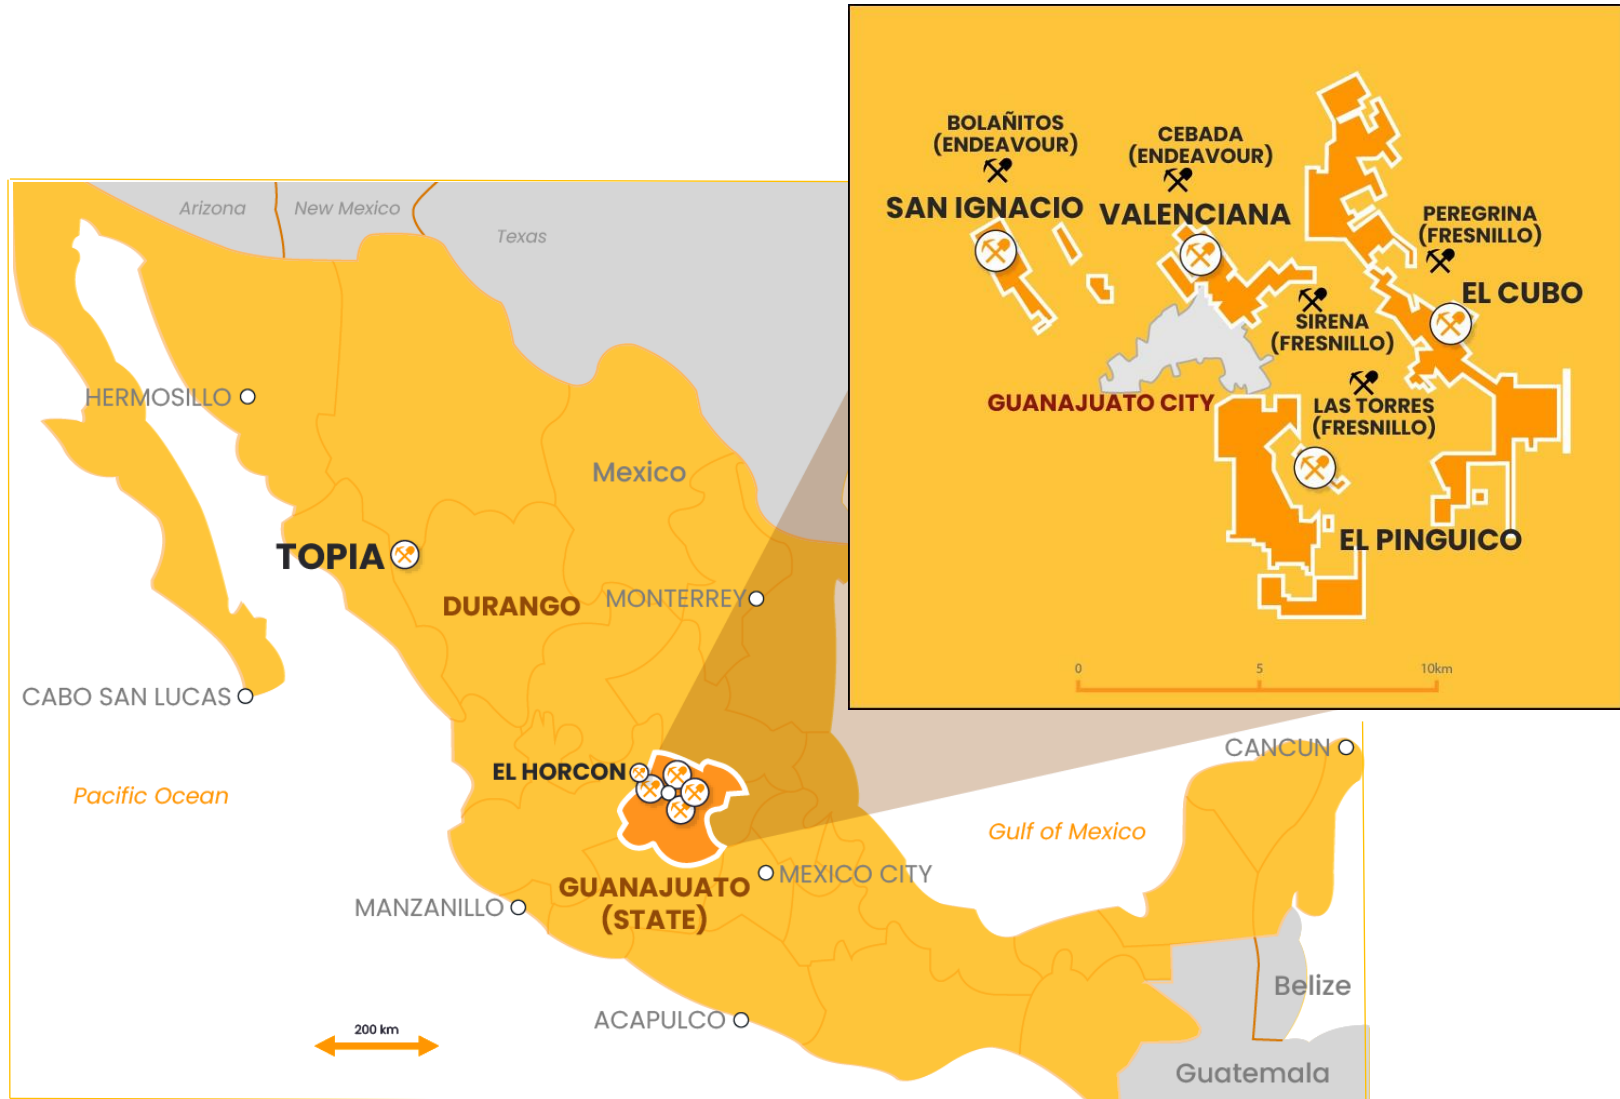 Arizona
New Mexico
Texas
HERMOSILLO
Mexico
TOPIA
DURANGO
MONTERREY
CABO SAN LUCAS
EL HORCON
Pacific Ocean
GUANAJUATO
(STATE)
MEXICO CITY
MANZANILLO
ACAPULCO
200 km
Gulf of Mexico
CANCUN
Belize
Guatemala
BOLAÑITOS
(ENDEAVOUR)
CEBADA
(ENDEAVOUR)
SAN IGNACIO
VALENCIANA
PEREGRINA
(FRESNILLO)
EL CUBO
SIRENA
(FRESNILLO)
GUANAJUATO CITY
LAS TORRES
(FRESNILLO)
EL PINGUICO
0 5 10km